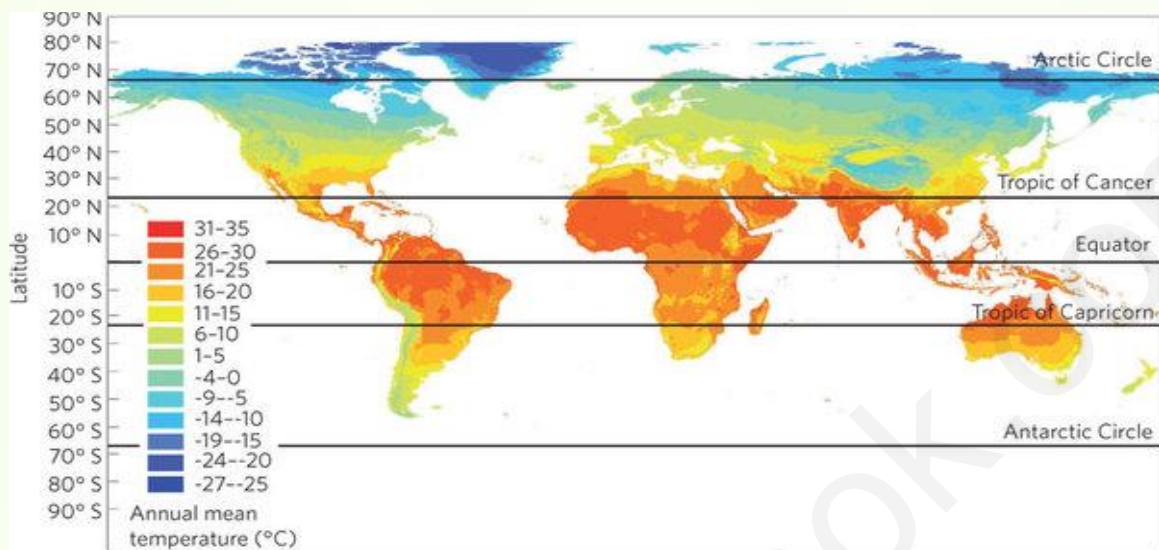 90° N
80° N
70° N
60° N
50° N
40° N
30° N
20° N
10° N
10° S
20° S
30° S
40° S
50° S
60° S
70° S
80° S
90° S
Latitude
Arctic Circle
Tropic of Cancer
Equator
Tropic of Capricorn
Antarctic Circle
31–35
26–30
21–25
16–20
11–15
6–10
1–5
-4–0
-9–-5
-14–-10
-19–-15
-24–-20
-27–-25
Annual mean
temperature (°C)